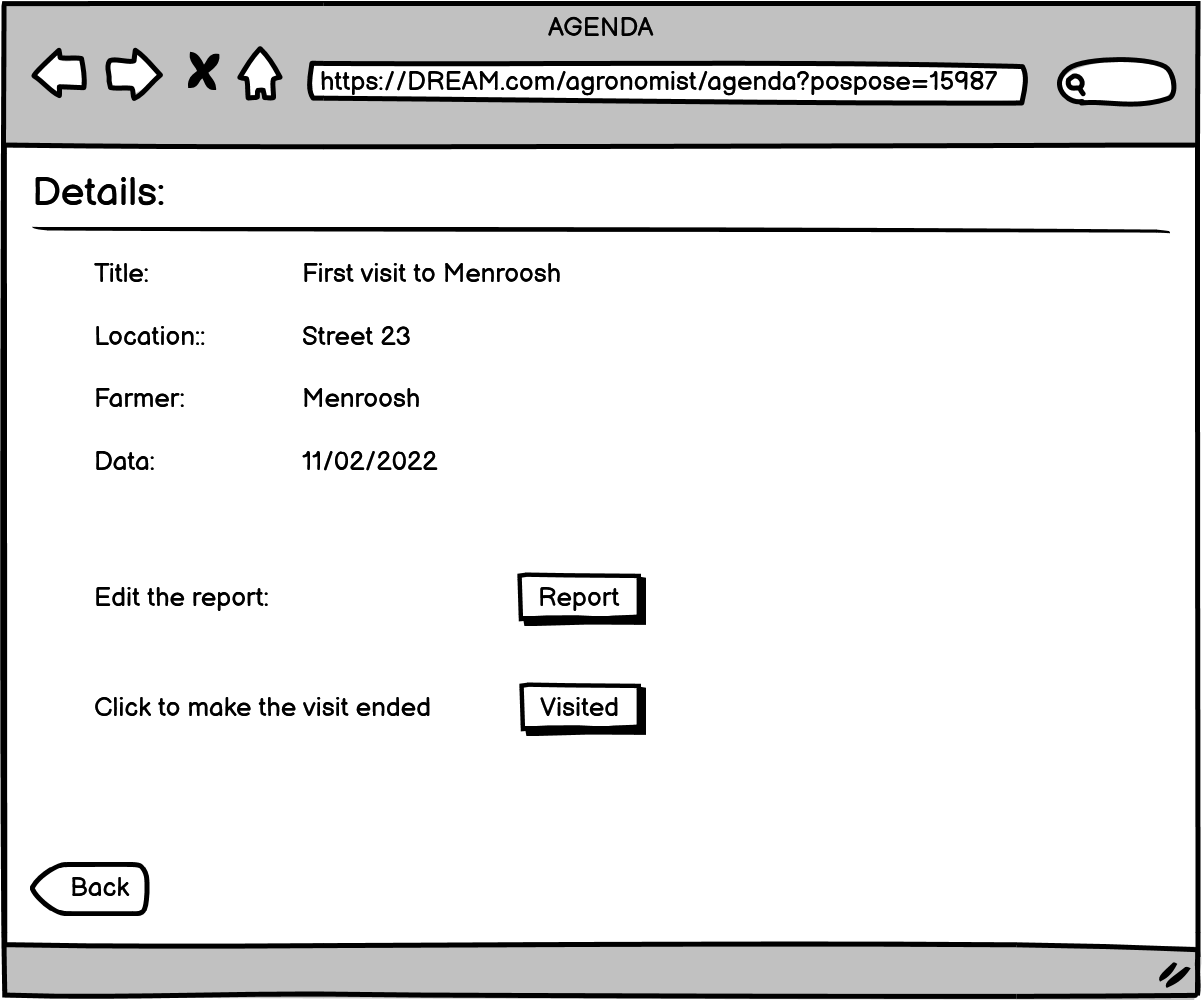 AGENDA
https://DREAM.com/agronomist/agenda?pospose=15987
Details:
Title: First visit to Menroosh
Location:: Street 23
Farmer: Menroosh
Data: 11/02/2022
Edit the report: Report
Click to make the visit ended Visited
Back